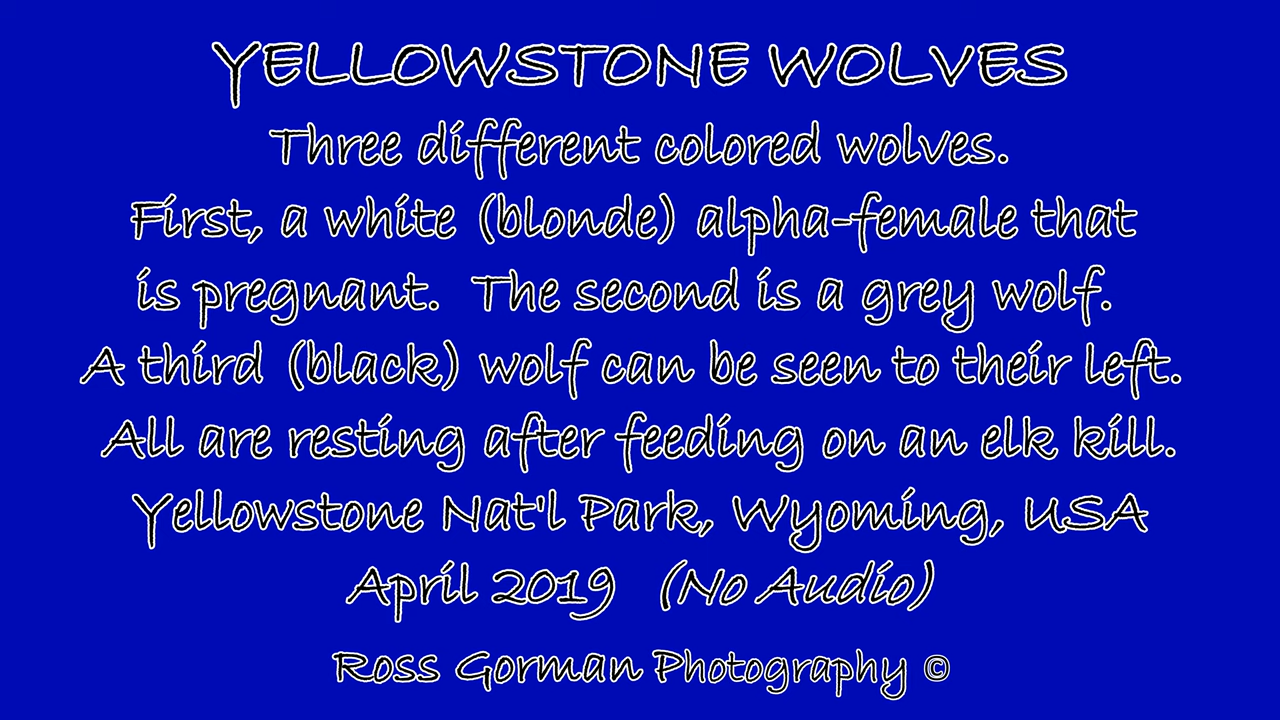 YELLOWSTONE WOLVES
Three different colored wolves.
First, a white (blonde) alpha-female that
is pregnant. The second is a grey wolf.
A third (black) wolf can be seen to their left.
All are resting after feeding on an elk kill.
Yellowstone Nat'l Park, Wyoming, USA
April 2019 (No Audio)
Ross Gorman Photography ©